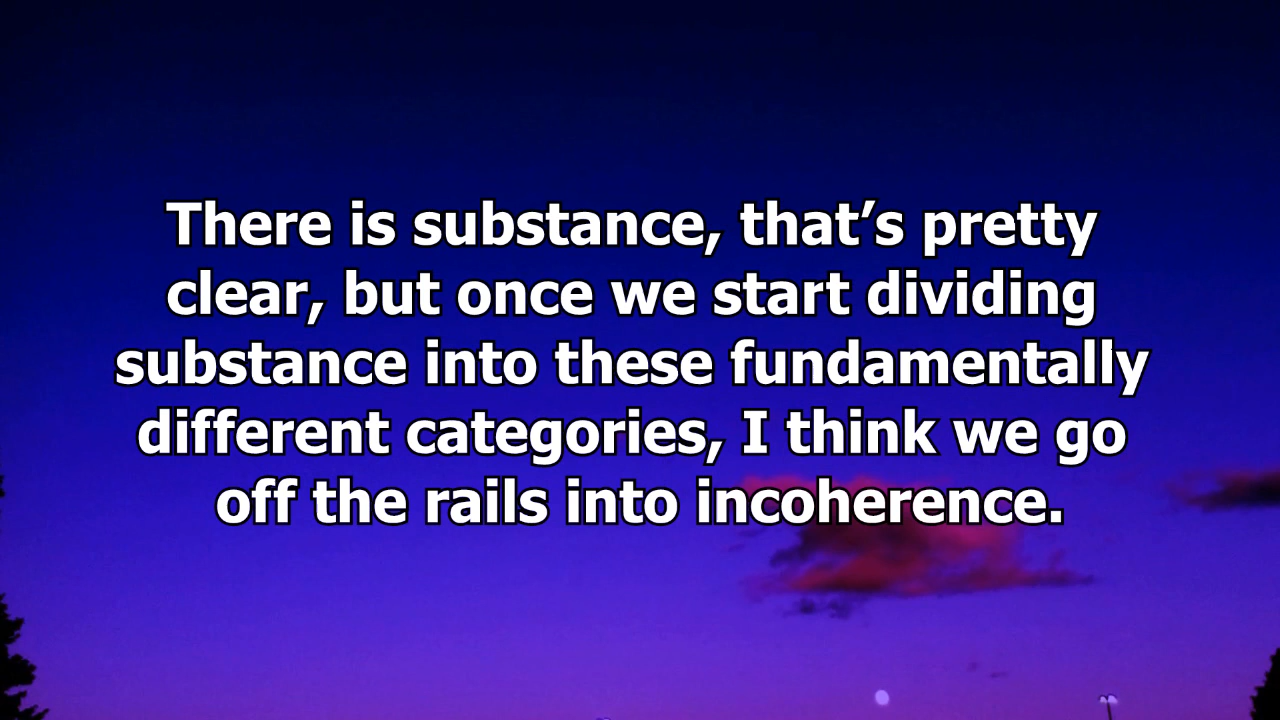 There is substance, that’s pretty
clear, but once we start dividing
substance into these fundamentally
different categories, I think we go
off the rails into incoherence.